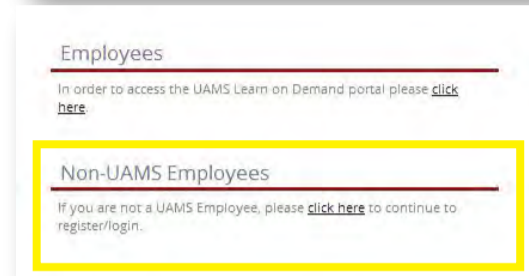 Employees
In order to access the UAMS Learn on Demand portal please click
here.
Non-UAMS Employees
If you are not a UAMS Employee, please click here to continue to
register/login.